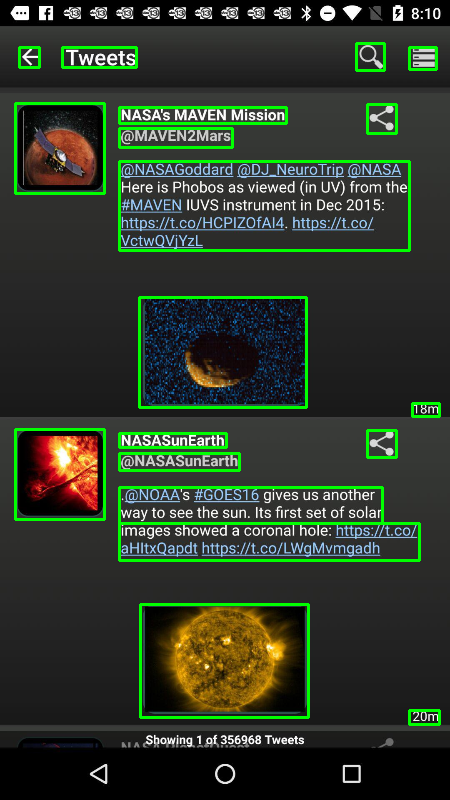 8:10
Tweets
NASA's MAVEN Mission
@MAVEN2Mars
@NASAGoddard @DJ_NeuroTrip @NASA
Here is Phobos as viewed (in UV) from the
#MAVEN IUVS instrument in Dec 2015:
https://t.co/HCPIZOfAI4. https://t.co/
VctwQVjYzL
18m
NASASunEarth
@NASASunEarth
.@NOAA's #GOES16 gives us another
way to see the sun. Its first set of solar
images showed a coronal hole: https://t.co/
aHItxQapdt https://t.co/LWgMvmgadh
20m
Showing 1 of 356968 Tweets